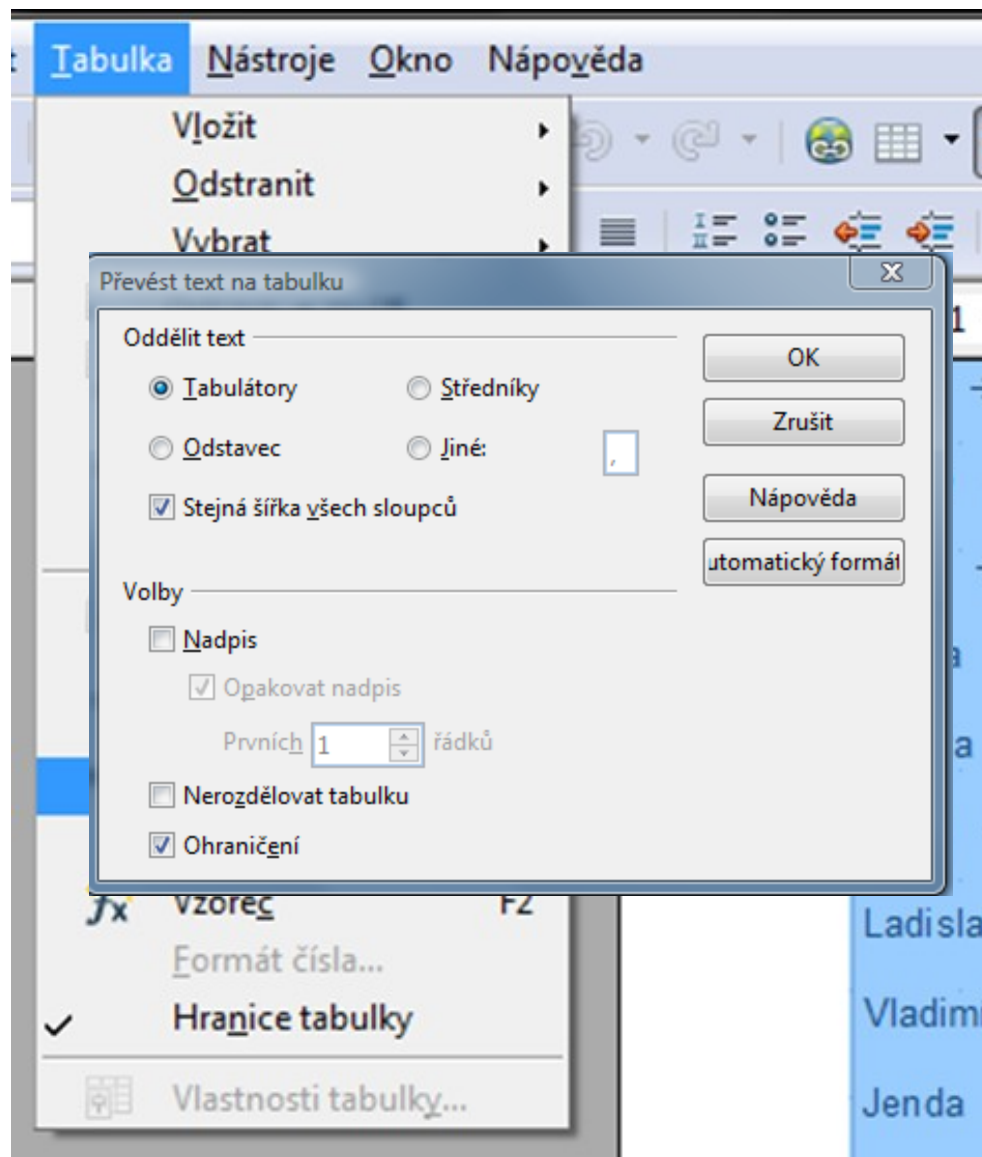 Tabulka Nástroje Okno Nápověda
Vložit
Odstranit
Vybrat
Převést text na tabulku
Oddělit text
OK
Tabulátory Středníky
Zrušit
Odstavec Jiné: ,
Stejná šířka všech sloupců
Nápověda
utomatický formát
Volby
Nadpis
Opakovat nadpis
Prvních 1 řádků
Nerozdělovat tabulku
Ohraničení
Vzorec F2
Formát čísla...
Hranice tabulky
Vlastnosti tabulky...
1
a
a
Ladisla
Vladim
Jenda